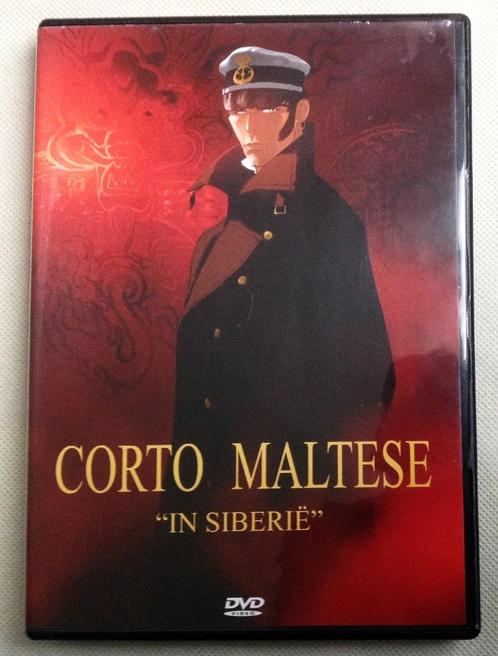 CORTO MALTESE
“IN SIBERIË”
DVD
VIDEO